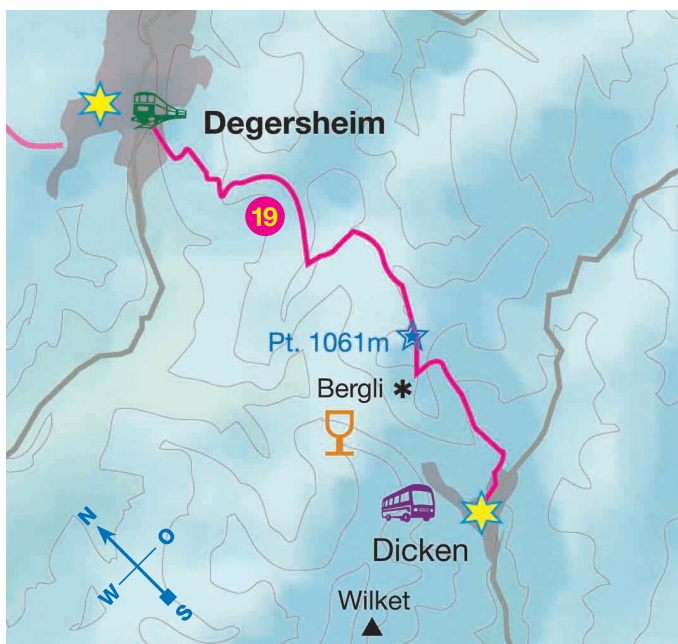 Degersheim
19
Pt. 1061m
Bergli
Dicken
Wilket
N
O
W
S